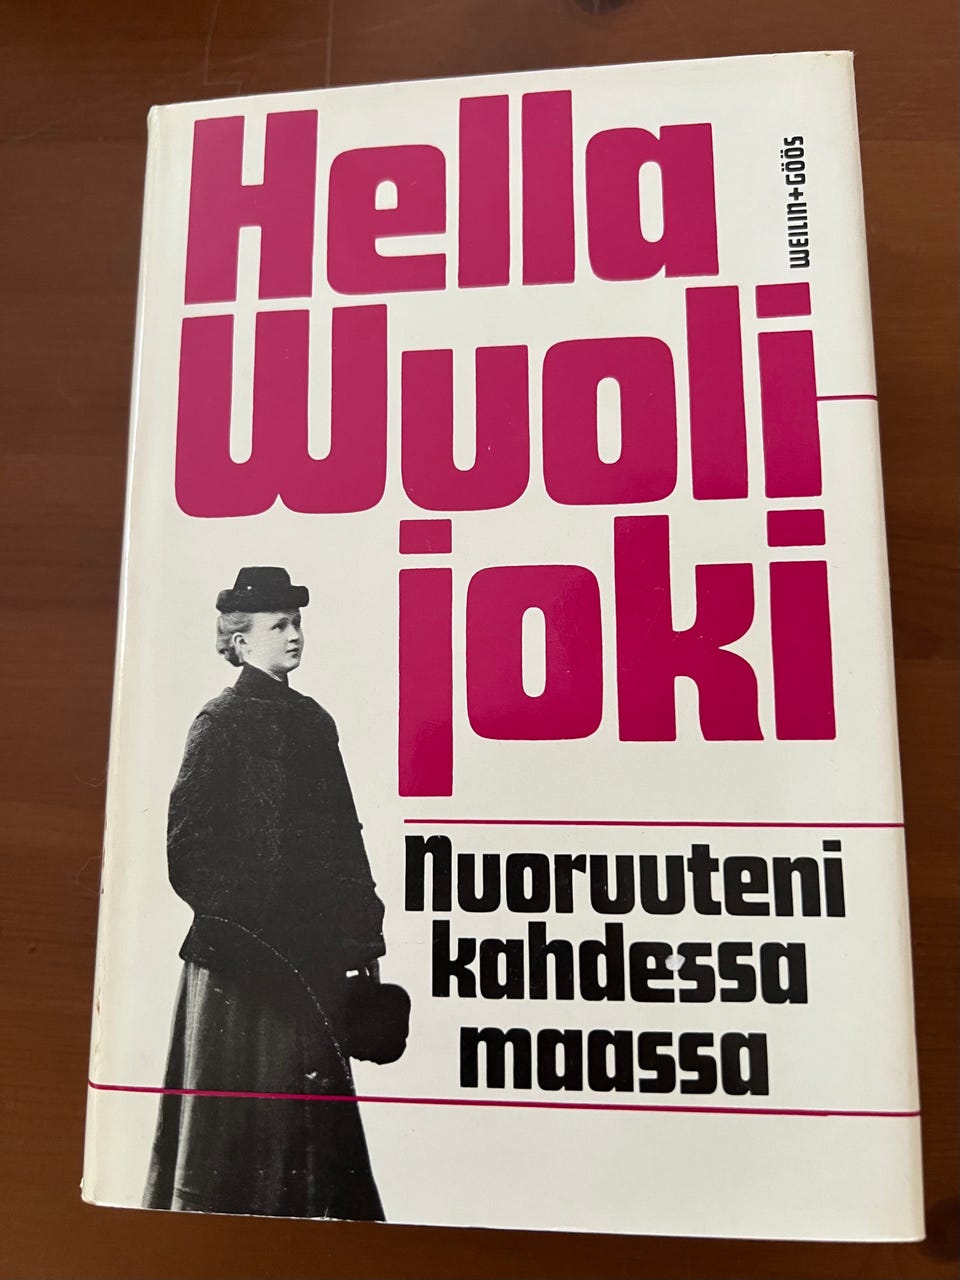 Hella
Wuoli-
joki
WEILIN+GÖÖS
Nuoruuteni
kahdessa
maassa